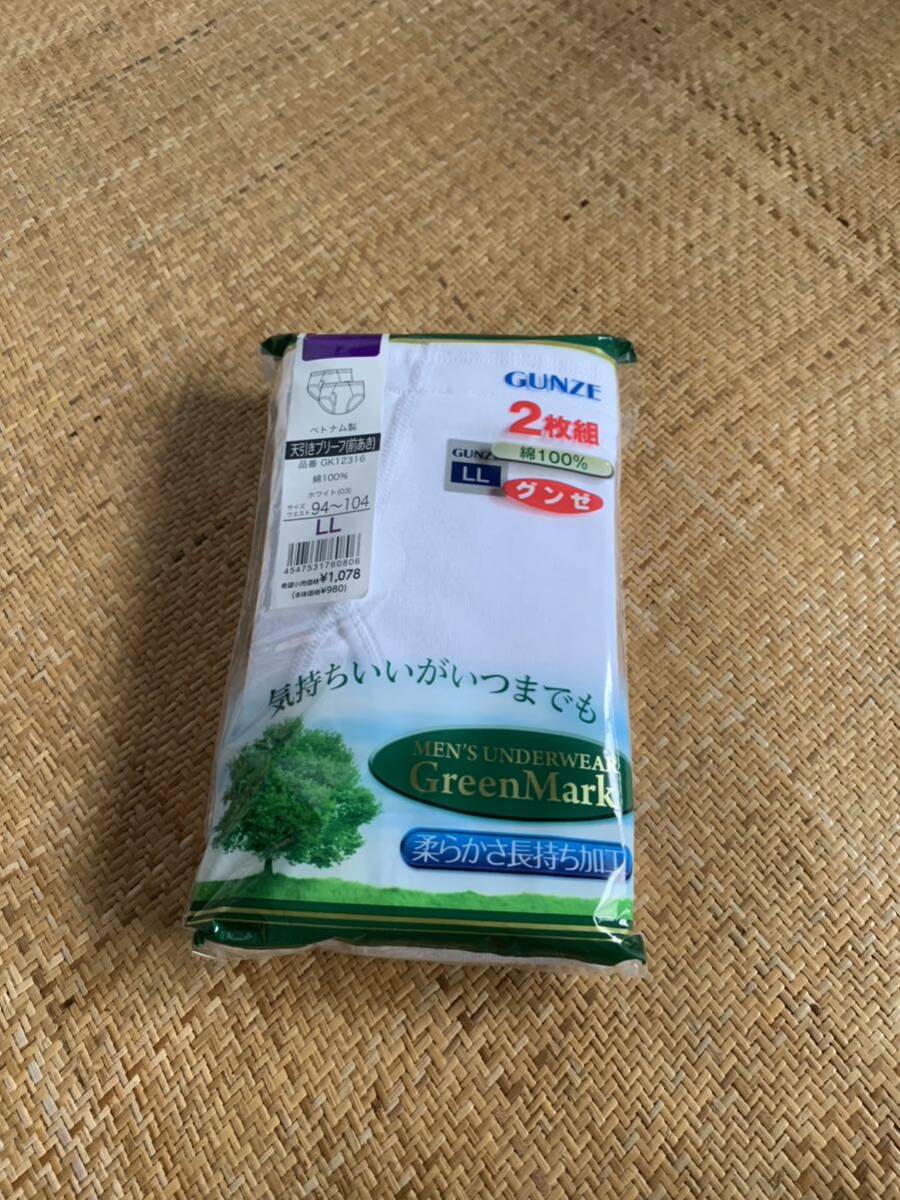 ベトナム製
天引きブリーフ(前あき)
品番 GK12316
綿100%
ホワイト(03)
サイズ ウエスト 94~104
LL
4547531760806
希望小売価格¥1,078
(本体価格¥980)
GUNZE
2枚組
綿100%
GUNZE
LL
グンゼ
気持ちいいがいつまでも
MEN'S UNDERWEAR
GreenMark
柔らかさ長持ち加工